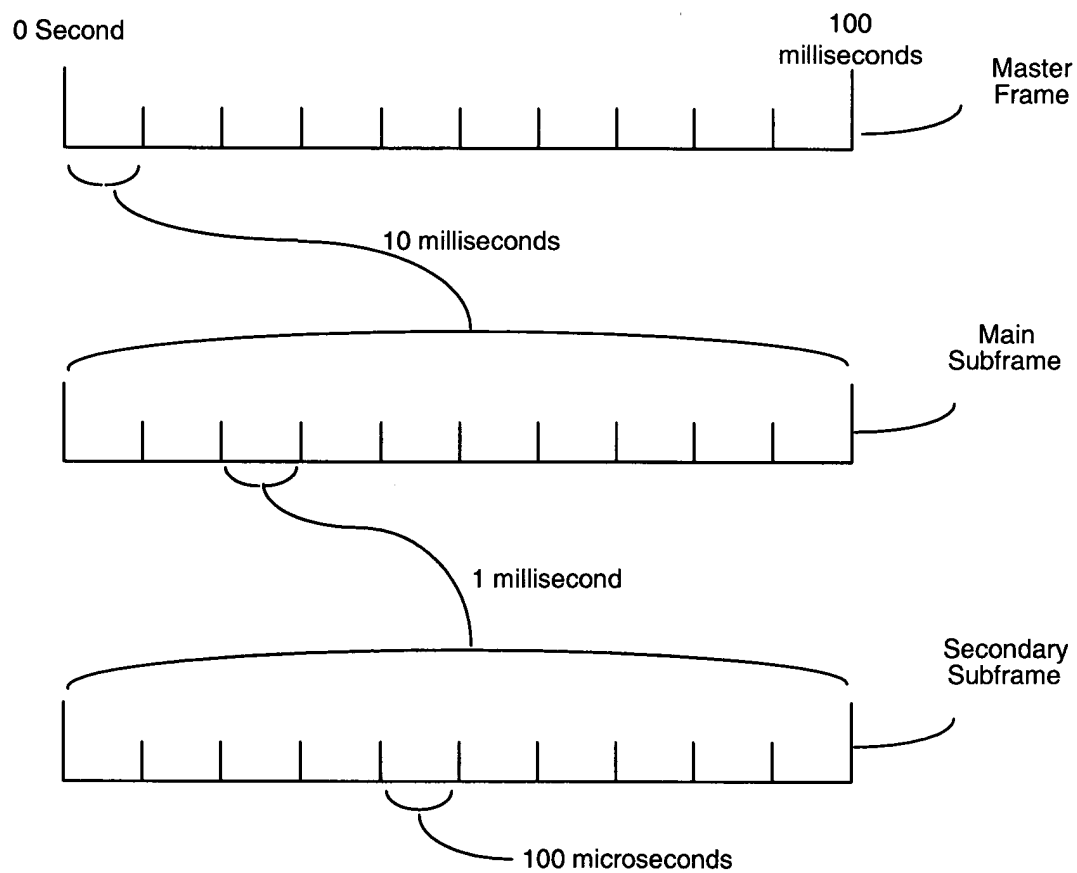 0 Second
100
milliseconds
Master
Frame
10 milliseconds
Main
Subframe
1 millisecond
Secondary
Subframe
100 microseconds